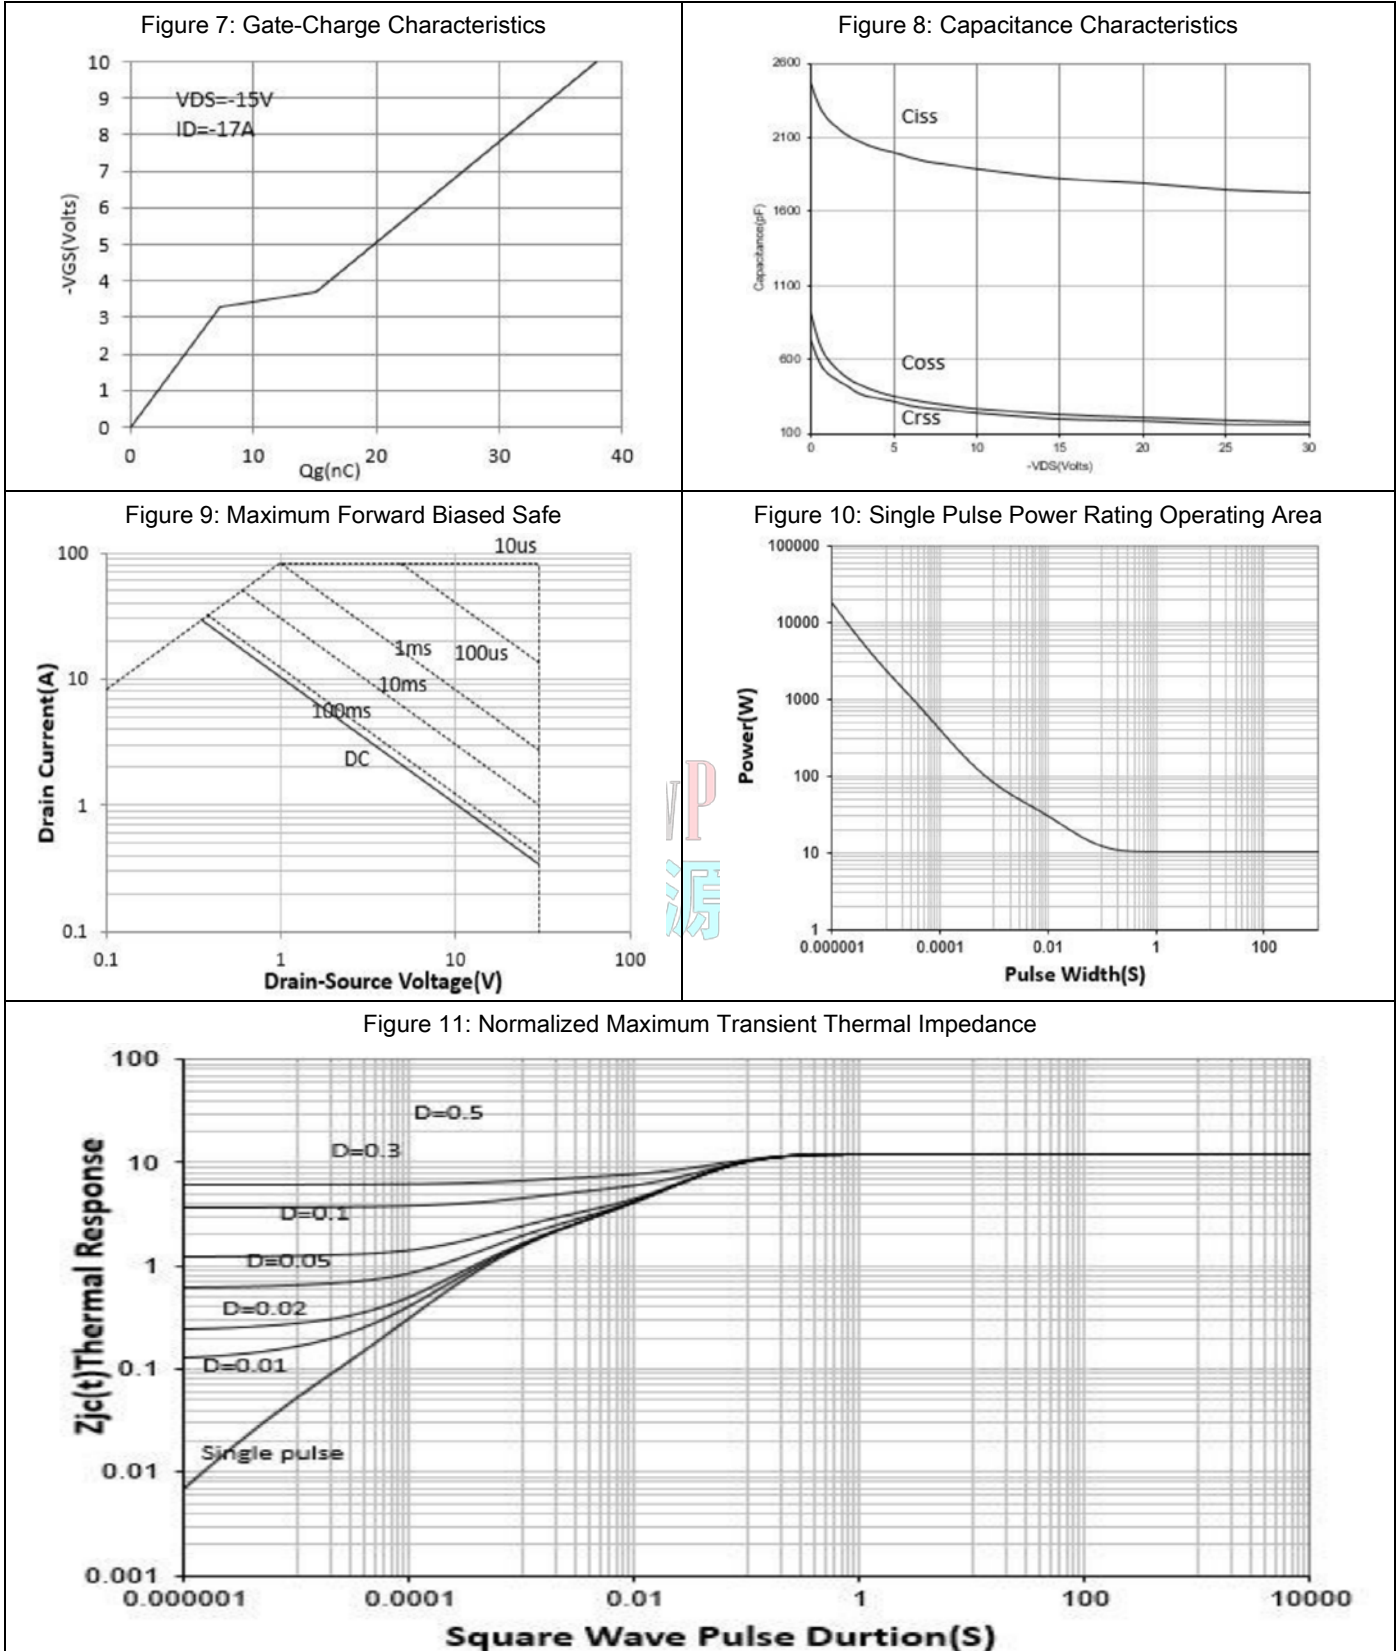 Figure 7: Gate-Charge Characteristics
10
9
8
7
6
5
4
3
2
1
0
-VGS(Volts)
VDS=-15V
ID=-17A
0 10 20 30 40
Qg(nC)
Figure 8: Capacitance Characteristics
2600
2100
1600
1100
600
100
Capacitance(pF)
Ciss
Coss
Crss
0 5 10 15 20 25 30
-VDS(Volts)
Figure 9: Maximum Forward Biased Safe
100
10
1
0.1
Drain Current(A)
10us
1ms
100us
10ms
100ms
DC
0.1 1 10 100
Drain-Source Voltage(V)
Figure 10: Single Pulse Power Rating Operating Area
100000
10000
1000
100
10
1
Power(W)
0.000001 0.0001 0.01 1 100
Pulse Width(S)
P
源
Figure 11: Normalized Maximum Transient Thermal Impedance
100
10
1
0.1
0.01
0.001
Zjc(t)Thermal Response
D=0.5
D=0.3
D=0.1
D=0.05
D=0.02
D=0.01
Single pulse
0.000001 0.0001 0.01 1 100 10000
Square Wave Pulse Durtion(S)